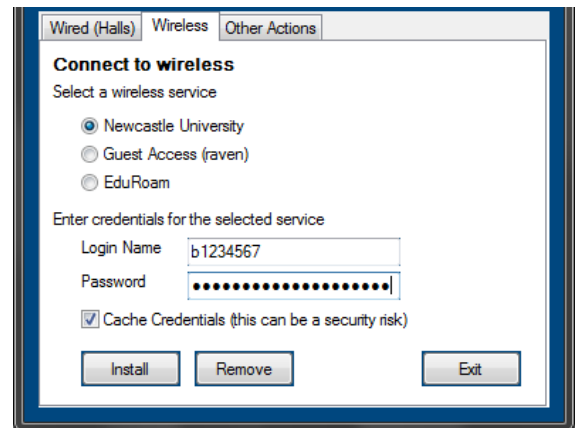 Wired (Halls) Wireless Other Actions
Connect to wireless
Select a wireless service
Newcastle University
Guest Access (raven)
EduRoam
Enter credentials for the selected service
Login Name b1234567
Password ●●●●●●●●●●●●●●●●●●●●
Cache Credentials (this can be a security risk)
Install Remove Exit